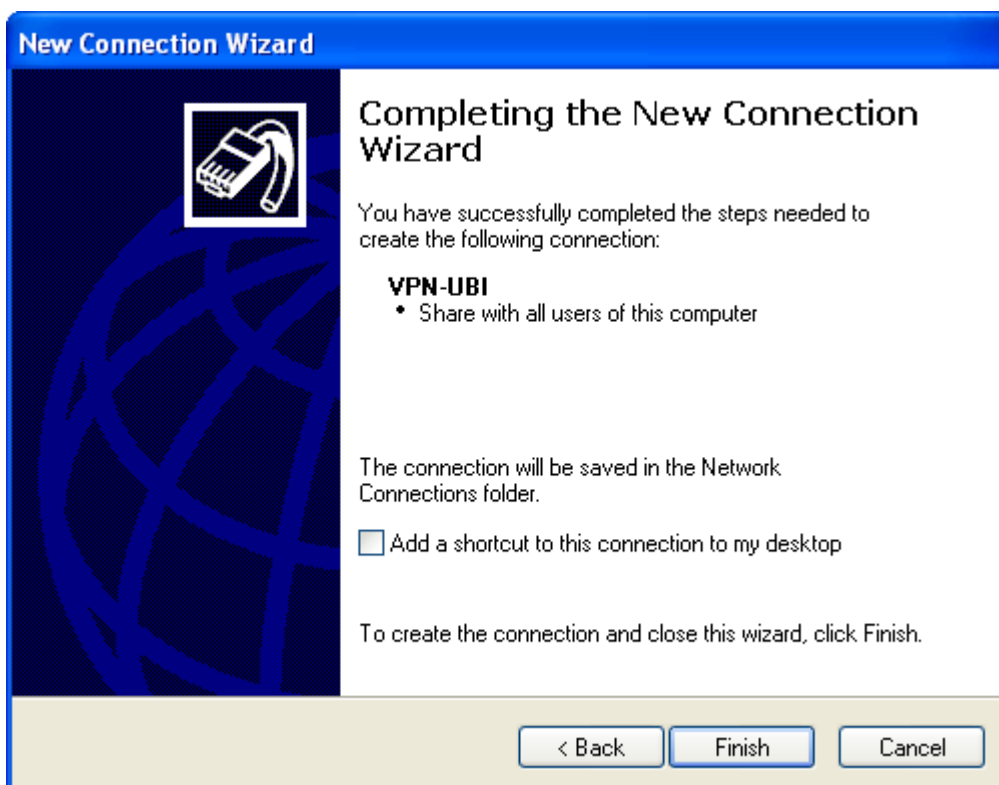 New Connection Wizard
Completing the New Connection
Wizard
You have successfully completed the steps needed to
create the following connection:
VPN-UBI
• Share with all users of this computer
The connection will be saved in the Network
Connections folder.
Add a shortcut to this connection to my desktop
To create the connection and close this wizard, click Finish.
< Back Finish Cancel